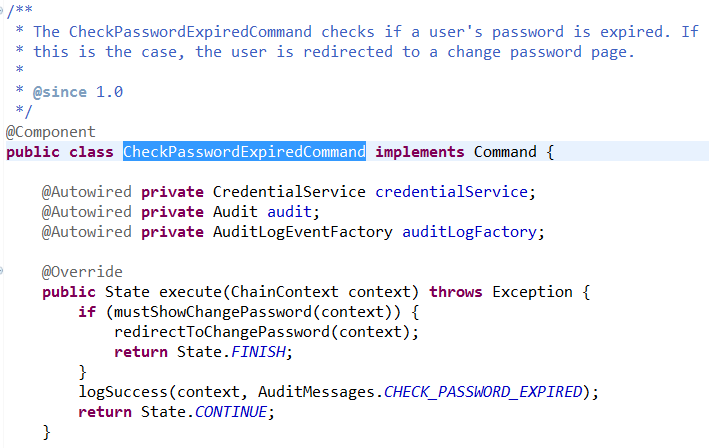 /**
 * The CheckPasswordExpiredCommand checks if a user's password is expired. If
 * this is the case, the user is redirected to a change password page.
 *
 * @since 1.0
 */
@Component
public class CheckPasswordExpiredCommand implements Command {

    @Autowired private CredentialService credentialService;
    @Autowired private Audit audit;
    @Autowired private AuditLogEventFactory auditLogFactory;

    @Override
    public State execute(ChainContext context) throws Exception {
        if (mustShowChangePassword(context)) {
            redirectToChangePassword(context);
            return State.FINISH;
        }
        logSuccess(context, AuditMessages.CHECK_PASSWORD_EXPIRED);
        return State.CONTINUE;
    }